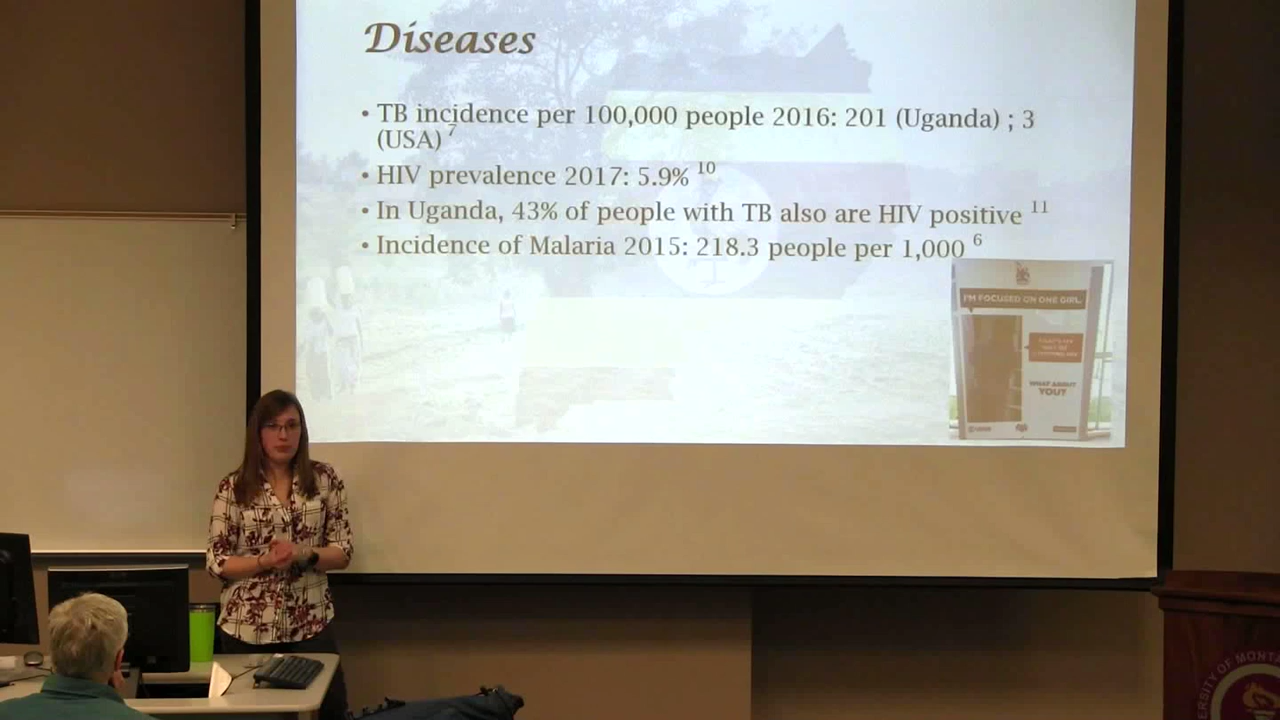 Diseases
• TB incidence per 100,000 people 2016: 201 (Uganda) ; 3
(USA) 7
• HIV prevalence 2017: 5.9% 10
• In Uganda, 43% of people with TB also are HIV positive 11
• Incidence of Malaria 2015: 218.3 people per 1,000 6
I'M FOCUSED ON ONE GIRL.
WHAT ABOUT
YOU?